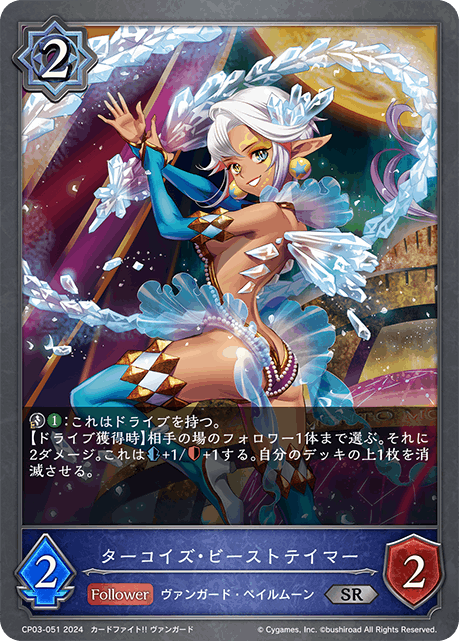 2
1:これはドライブを持つ。
【ドライブ獲得時】相手の場のフォロワー1体まで選ぶ。それに
2ダメージ。これは+1/+1する。自分のデッキの上1枚を消
滅させる。
ターコイズ・ビーストテイマー
2
Follower
ヴァンガード・ペイルムーン
SR
2
CP03-051 2024 カードファイト!! ヴァンガード
© Cygames, Inc. ©bushiroad All Rights Reserved.